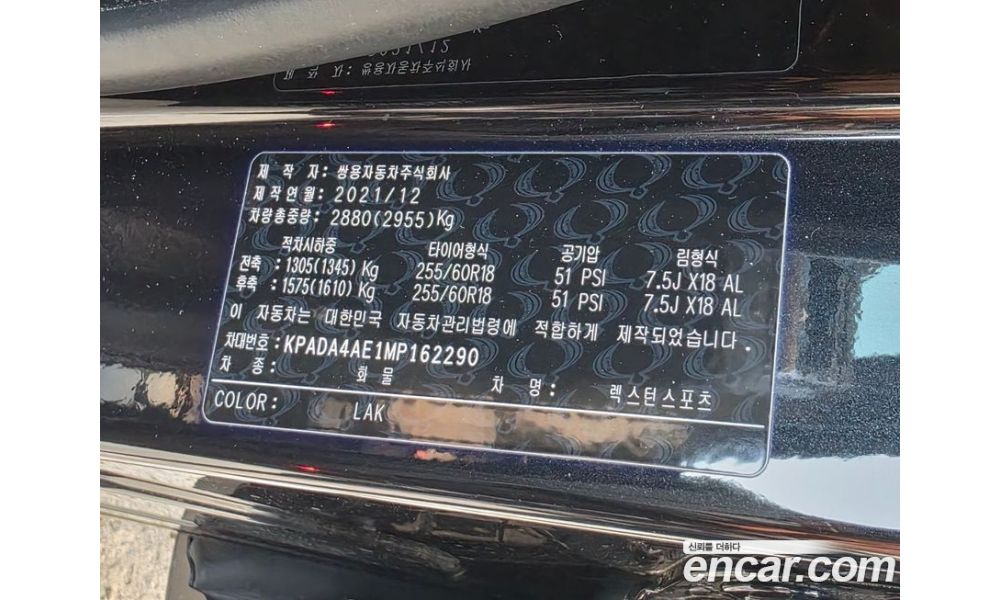 제 작 자: 쌍용자동차주식회사
제작연월: 2021/12
차량총중량: 2880(2955)Kg
적차시하중 타이어형식 공기압 림형식
전축: 1305(1345) Kg 255/60R18 51 PSI 7.5J X18 AL
후축: 1575(1610) Kg 255/60R18 51 PSI 7.5J X18 AL
이 자동차는 대한민국 자동차관리법령에 적합하게 제작되었습니다.
차대번호: KPADA4AE1MP162290
차 종: 화 물 차 명: 렉스턴스포츠
COLOR: LAK
신뢰를 더하다
encar.com